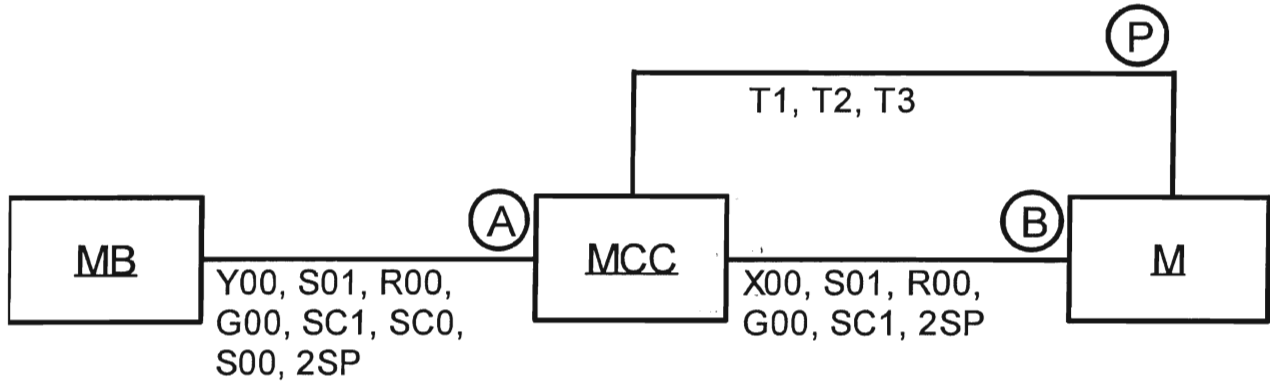 P
T1, T2, T3
A
B
MB
MCC
M
Y00, S01, R00,
G00, SC1, SC0,
S00, 2SP
X00, S01, R00,
G00, SC1, 2SP